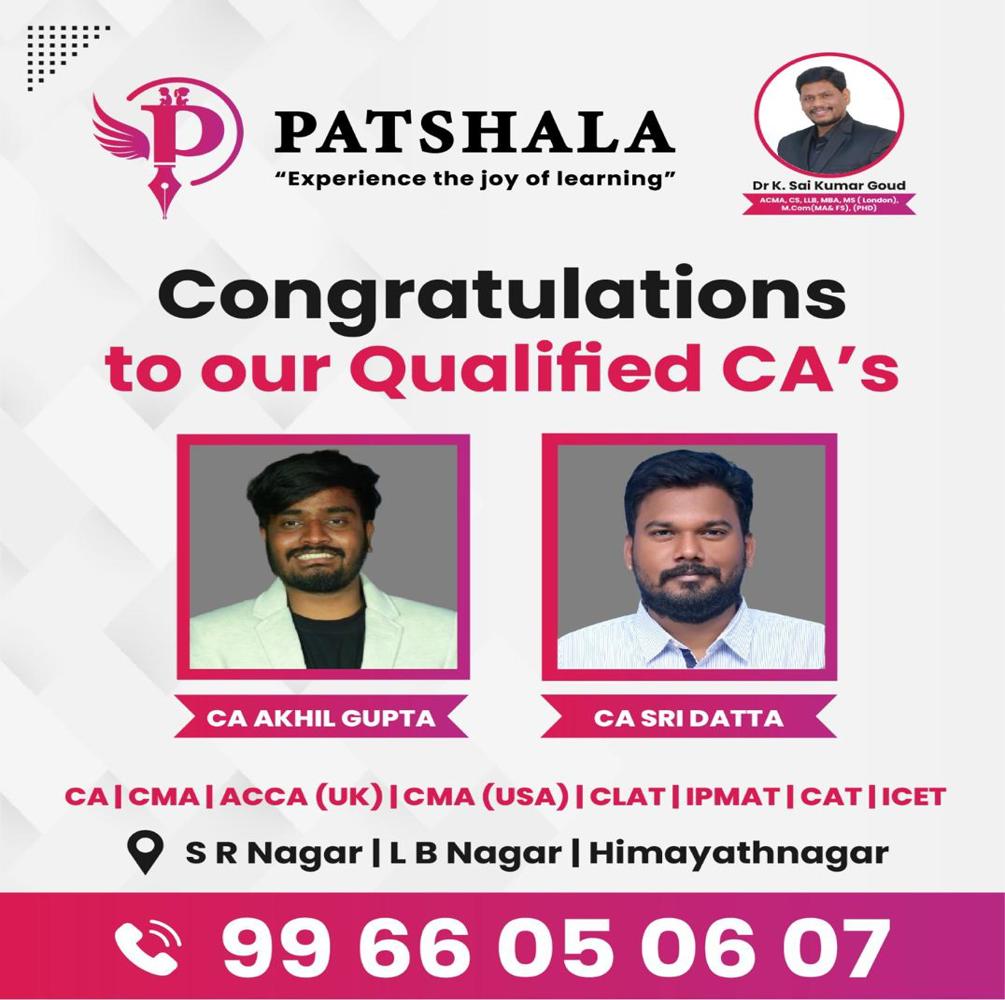 P
PATSHALA
“Experience the joy of learning”
Dr K. Sai Kumar Goud
ACMA, CS, LLB, MBA, MS ( London),
M.Com(MA& FS), (PHD)
Congratulations
to our Qualified CA’s
CA AKHIL GUPTA
CA SRI DATTA
CA | CMA | ACCA (UK) | CMA (USA) | CLAT | IPMAT | CAT | ICET
S R Nagar | L B Nagar | Himayathnagar
99 66 05 06 07